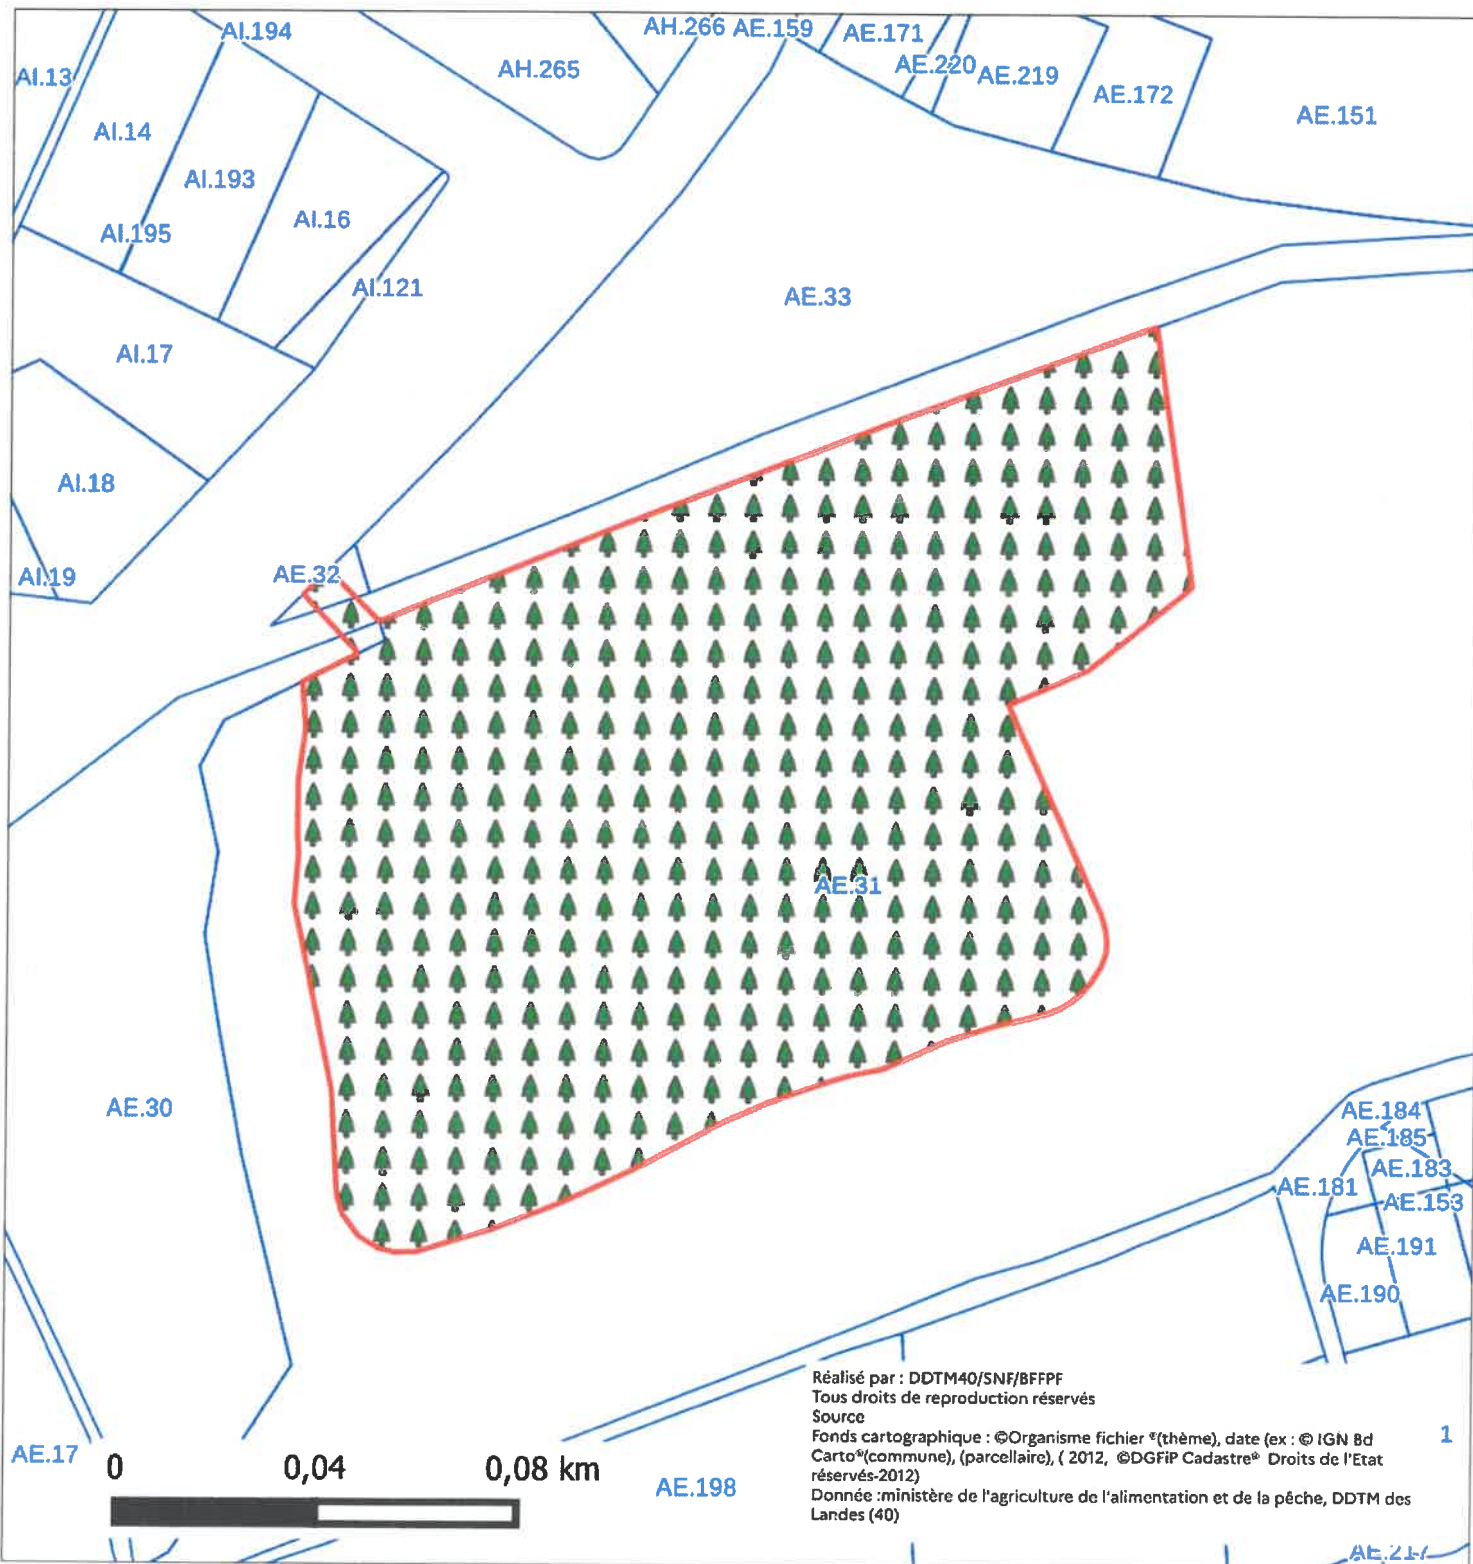 AI.194
AH.266
AE.159
AE.171
AI.13
AH.265
AE.220
AE.219
AE.172
AE.151
AI.14
AI.193
AI.16
AI.195
AI.121
AE.33
AI.17
AI.18
AI.19
AE.32
AE.31
AE.30
AE.184
AE.185
AE.183
AE.181
AE.153
AE.191
AE.190
Réalisé par : DDTM40/SNF/BFFPF
Tous droits de reproduction réservés
Source
Fonds cartographique : ©Organisme fichier ®(thème), date (ex : © IGN Bd
Carto®(commune), (parcellaire), ( 2012, ©DGFiP Cadastre® Droits de l'Etat
réservés-2012)
Donnée :ministère de l'agriculture de l'alimentation et de la pêche, DDTM des
Landes (40)
1
AE.17
0 0,04 0,08 km
AE.198